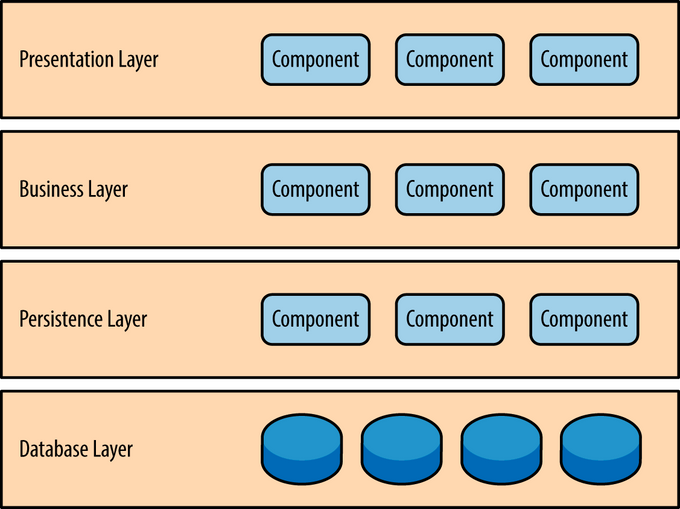 Presentation Layer Component Component Component
Business Layer Component Component Component
Persistence Layer Component Component Component
Database Layer